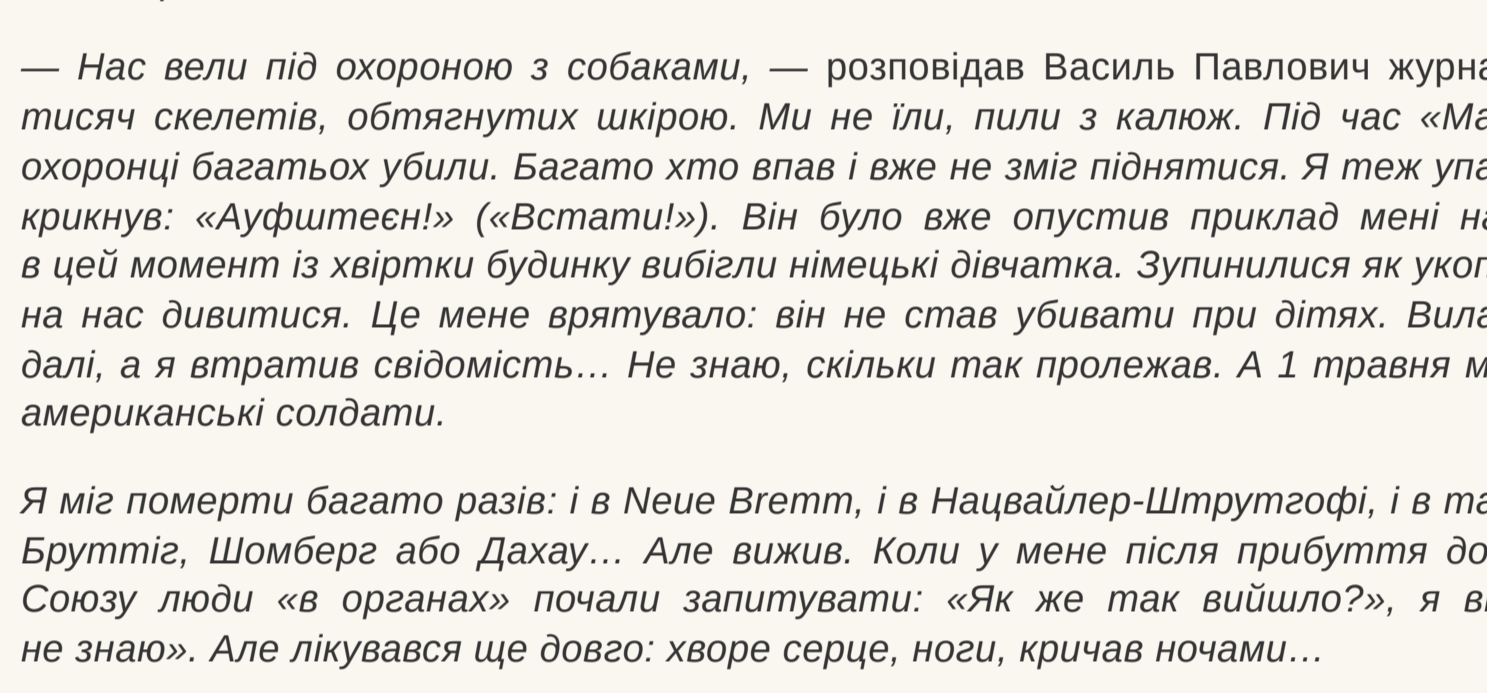 — Нас вели під охороною з собаками, — розповідав Василь Павлович
тисяч скелетів, обтягнутих шкірою. Ми не їли, пили з калюж. Під час
охоронці багатьох убили. Багато хто впав і вже не зміг піднятися. Я теж
крикнув: «Ауфштеєн!» («Встати!»). Він було вже опустив приклад мені
в цей момент із хвіртки будинку вибігли німецькі дівчатка. Зупинилися як
на нас дивитися. Це мене врятувало: він не став убивати при дітях.
далі, а я втратив свідомість… Не знаю, скільки так пролежав. А 1 травня
американські солдати.
Я міг померти багато разів: і в Neue Bremm, і в Нацвайлер-Штрутгофі, і в
Бруттіг, Шомберг або Дахау… Але вижив. Коли у мене після прибуття до
Союзу люди «в органах» почали запитувати: «Як же так вийшло?», я
не знаю». Але лікувався ще довго: хворе серце, ноги, кричав ночами…